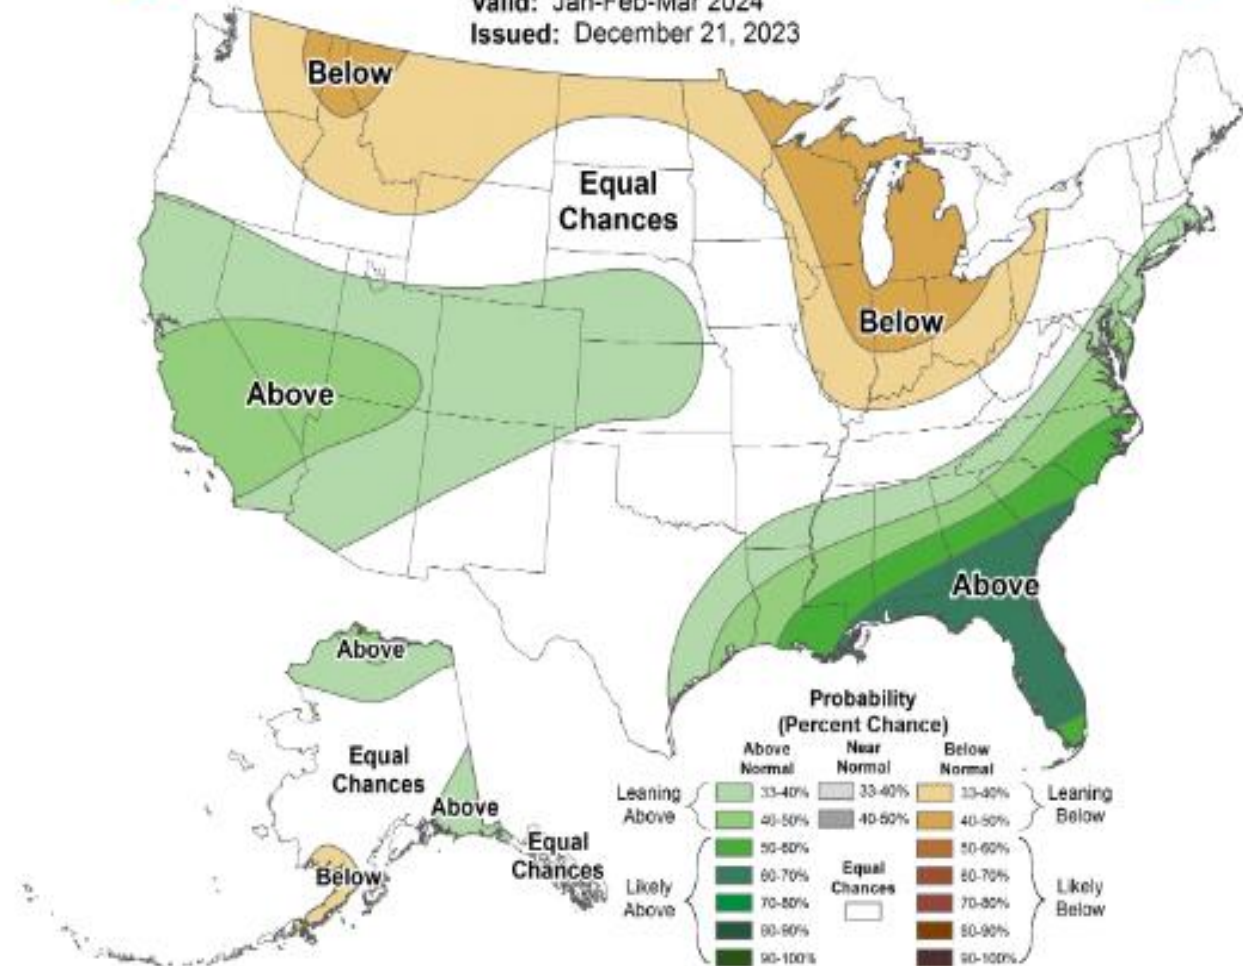 Valid: Jan-Feb-Mar 2024
Issued: December 21, 2023
Below
Equal
Chances
Below
Above
Above
Above
Equal
Chances
Above
Equal
Chances
Below
Probability
(Percent Chance)
Above
Normal
Near
Normal
Below
Normal
Leaning
Above
33-40%
40-50%
33-40%
40-50%
33-40%
40-50%
Leaning
Below
Likely
Above
50-60%
60-70%
70-80%
80-90%
90-100%
Equal
Chances
50-60%
60-70%
70-80%
80-90%
90-100%
Likely
Below